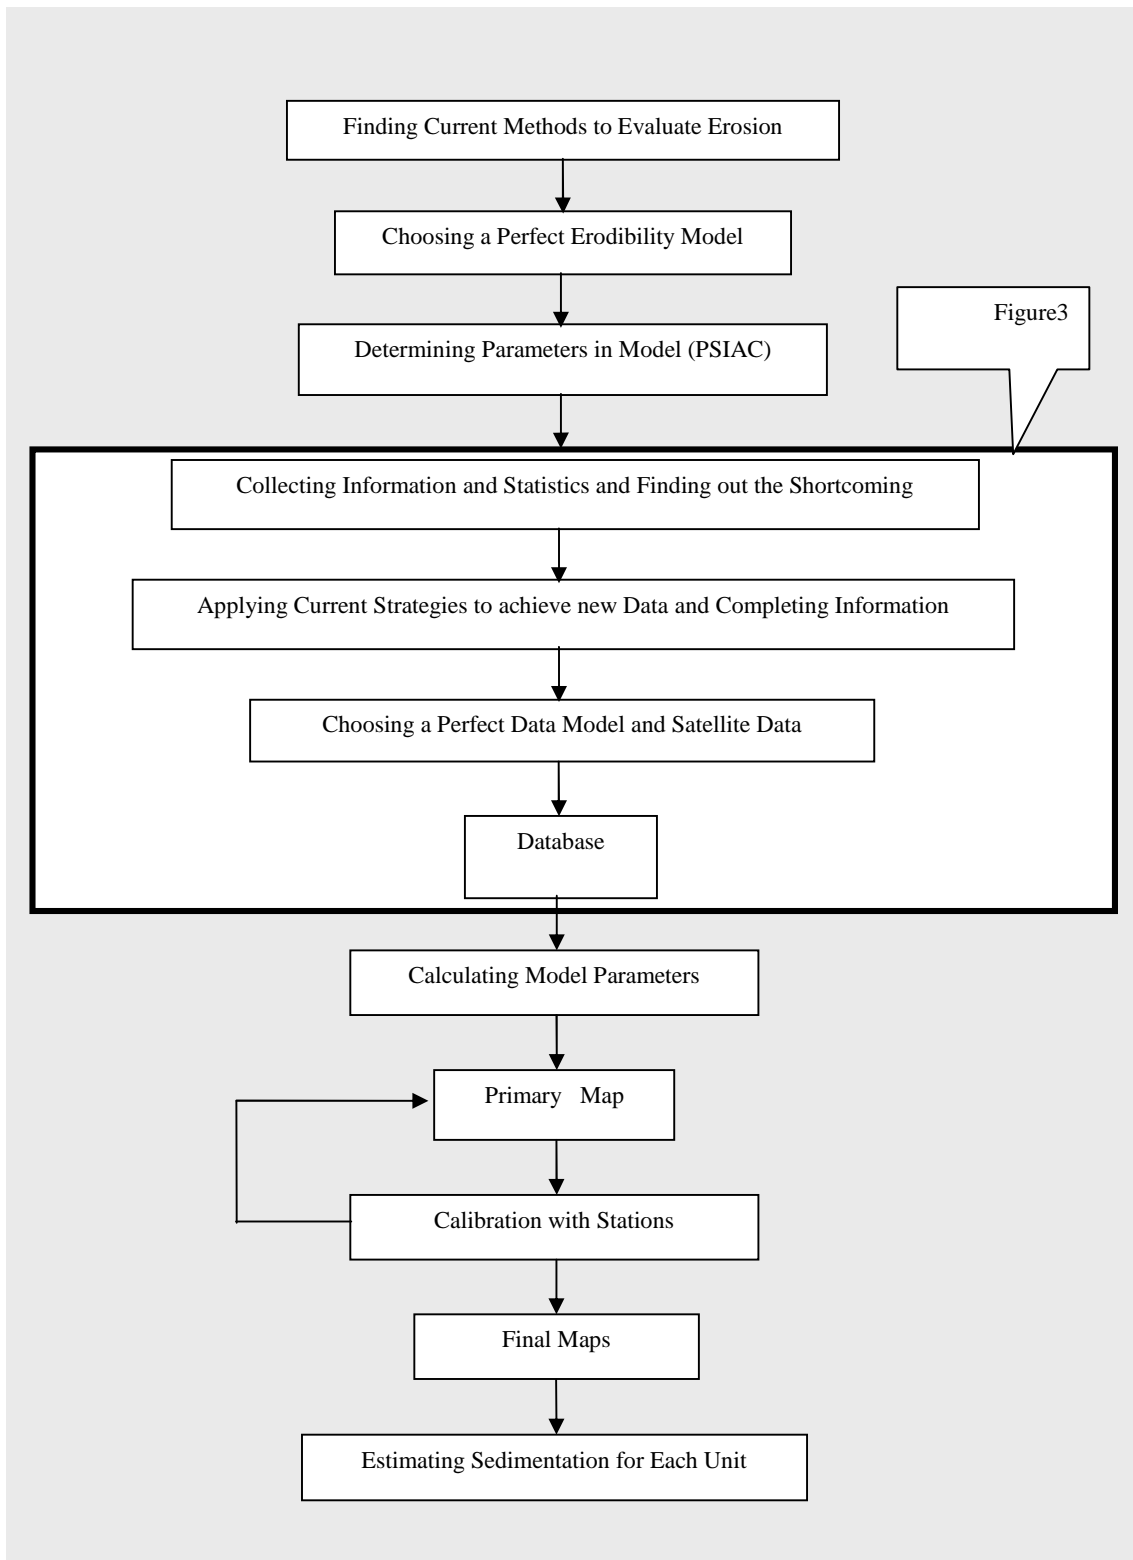 Finding Current Methods to Evaluate Erosion
Choosing a Perfect Erodibility Model
Figure3
Determining Parameters in Model (PSIAC)
Collecting Information and Statistics and Finding out the Shortcoming
Applying Current Strategies to achieve new Data and Completing Information
Choosing a Perfect Data Model and Satellite Data
Database
Calculating Model Parameters
Primary Map
Calibration with Stations
Final Maps
Estimating Sedimentation for Each Unit